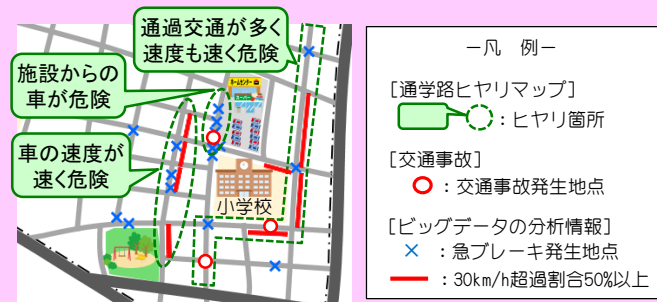 通過交通が多く
速度も速く危険
施設からの
車が危険
車の速度が
速く危険
ホームセンター
小学校
－凡　例－
[通学路ヒヤリマップ]
：ヒヤリ箇所
[交通事故]
：交通事故発生地点
[ビッグデータの分析情報]
：急ブレーキ発生地点
：30km/h超過割合50%以上